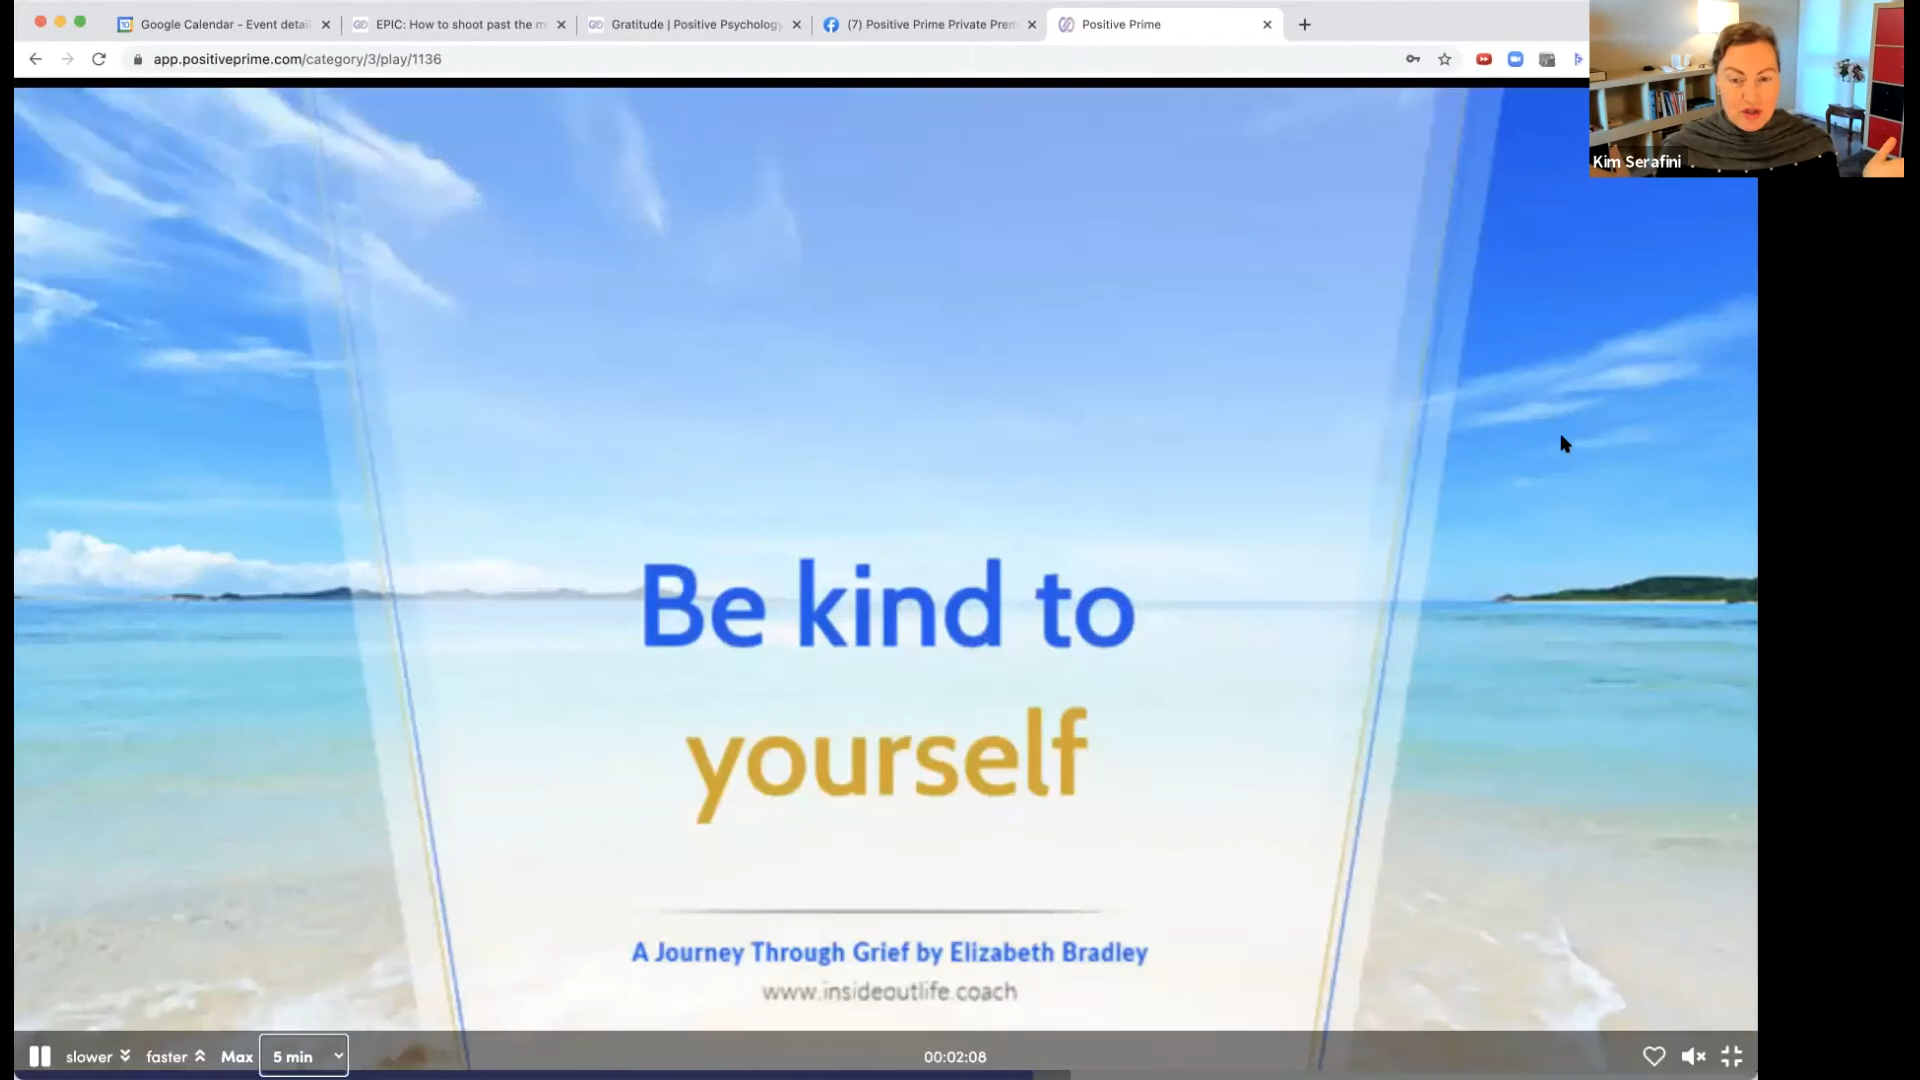 Google Calendar - Event detai
EPIC: How to shoot past the m
Gratitude | Positive Psychology
(7) Positive Prime Private Prem
Positive Prime
app.positiveprime.com/category/3/play/1136
Kim Serafini
Be kind to
yourself
A Journey Through Grief by Elizabeth Bradley
www.insideoutlife.coach
slower
faster
Max
5 min
00:02:08